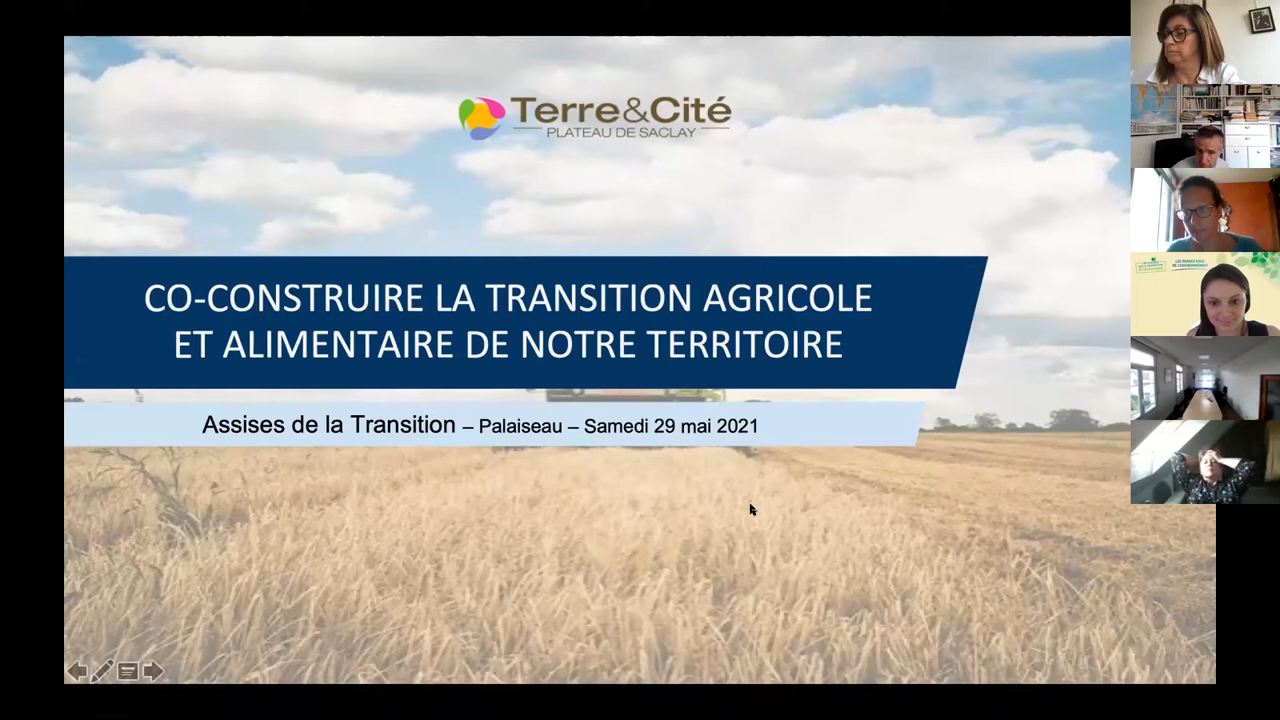 Terre&Cité
PLATEAU DE SACLAY
CO-CONSTRUIRE LA TRANSITION AGRICOLE
ET ALIMENTAIRE DE NOTRE TERRITOIRE
Assises de la Transition – Palaiseau – Samedi 29 mai 2021